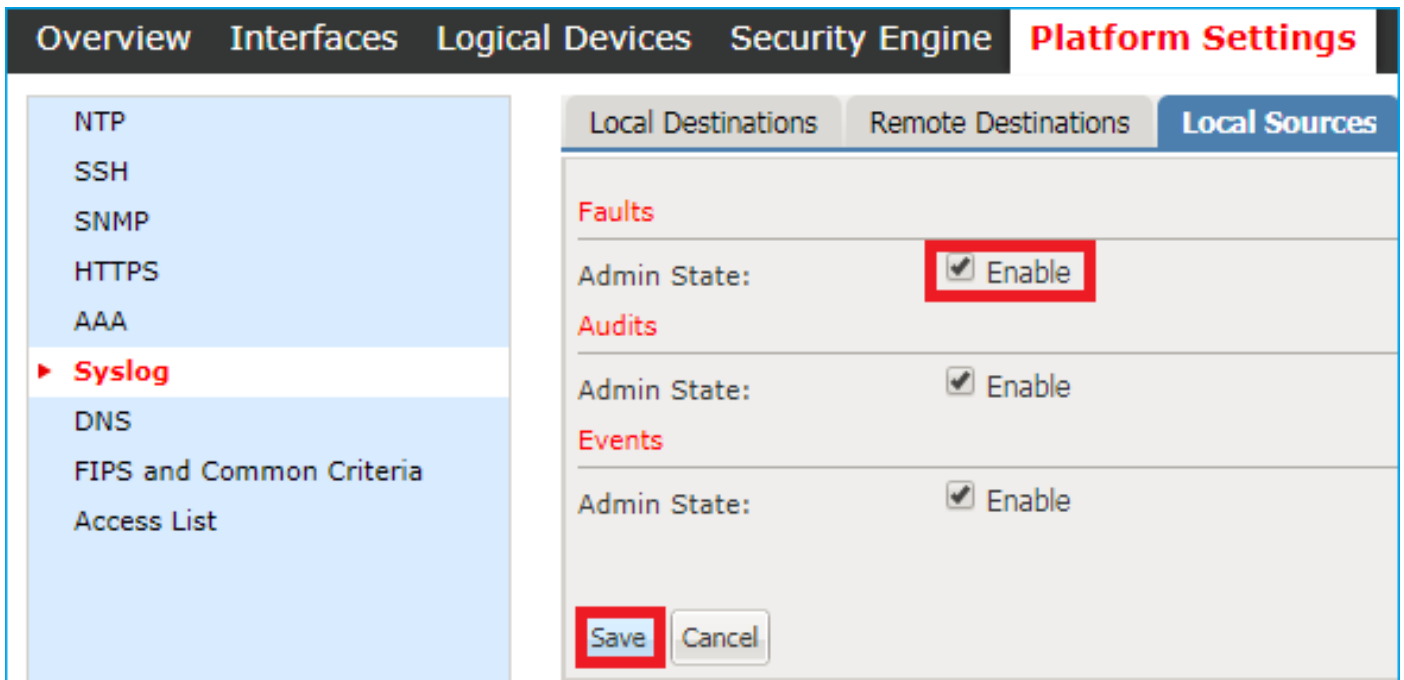 Overview Interfaces Logical Devices Security Engine Platform Settings
NTP
SSH
SNMP
HTTPS
AAA
Syslog
DNS
FIPS and Common Criteria
Access List
Local Destinations Remote Destinations Local Sources
Faults
Admin State: Enable
Audits
Admin State: Enable
Events
Admin State: Enable
Save Cancel